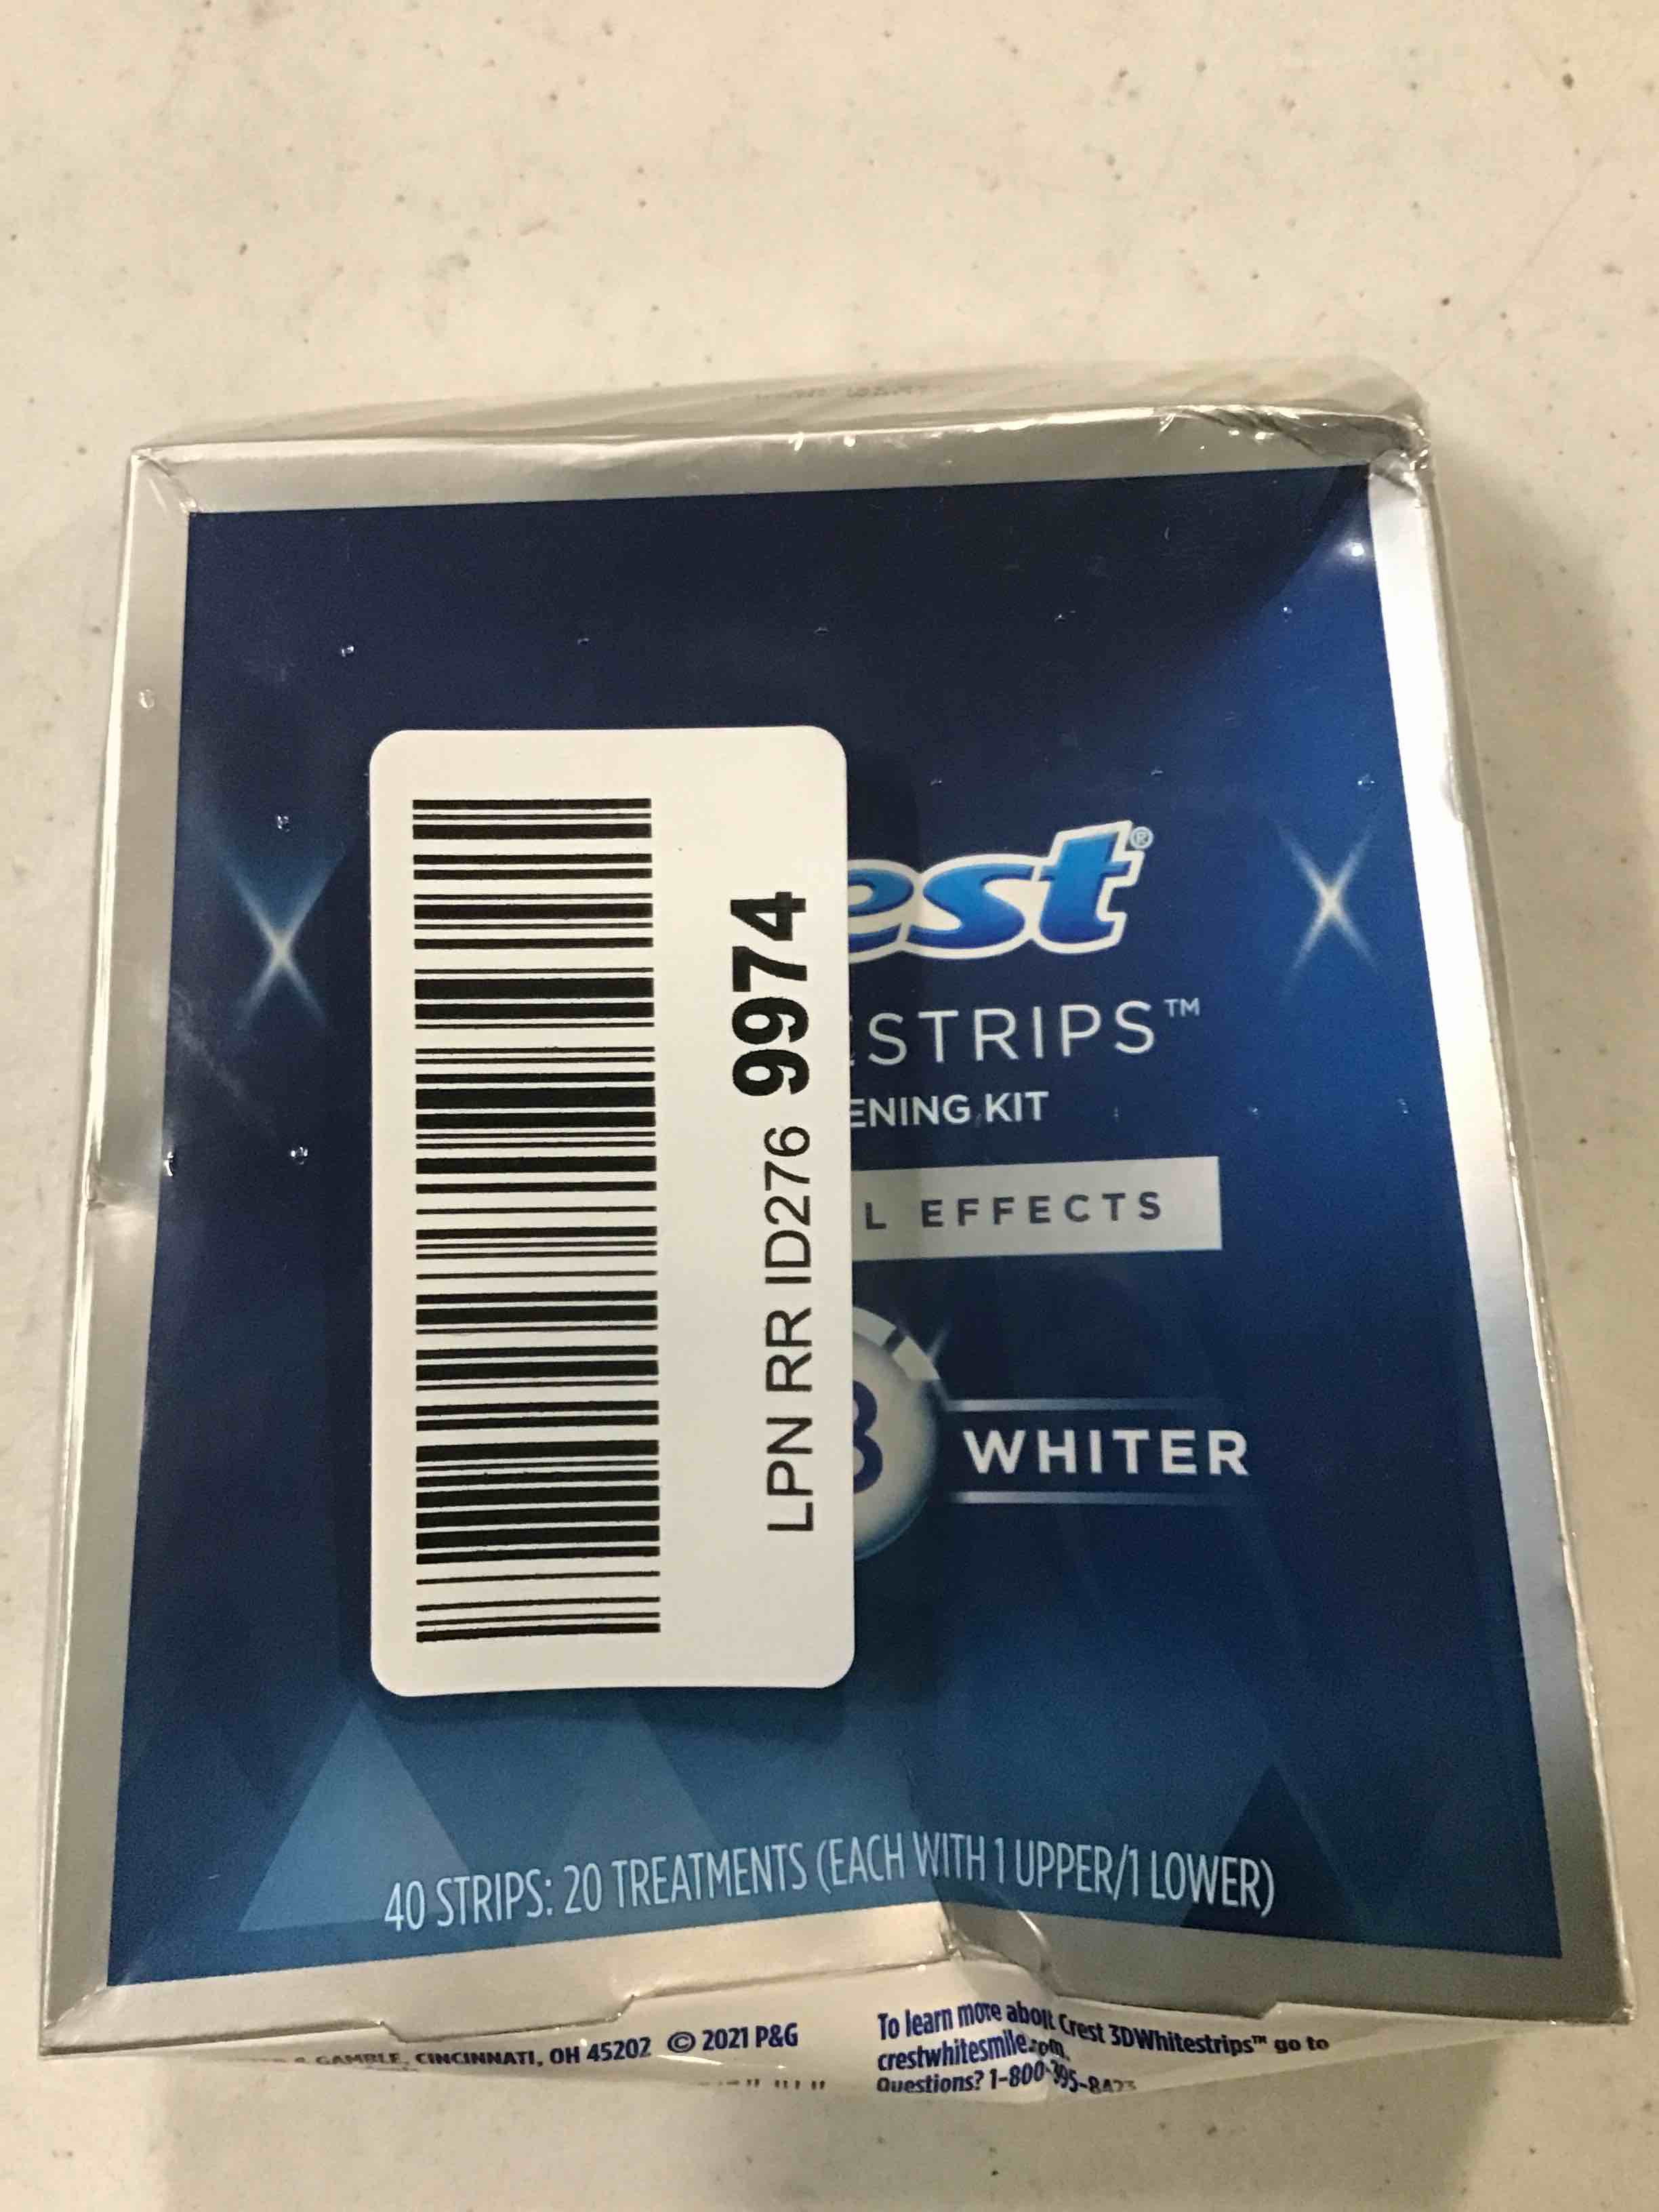 est®
ESTRIPS™
ENING KIT
L EFFECTS
WHITER
LPN RR ID276 9974
40 STRIPS: 20 TREATMENTS (EACH WITH 1 UPPER/1 LOWER)
GAMBLE, CINCINNATI, OH 45202 © 2021 P&G
To learn more about Crest 3DWhitestrips™ go to
crestwhitesmile.com.
Questions? 1-800-395-8423